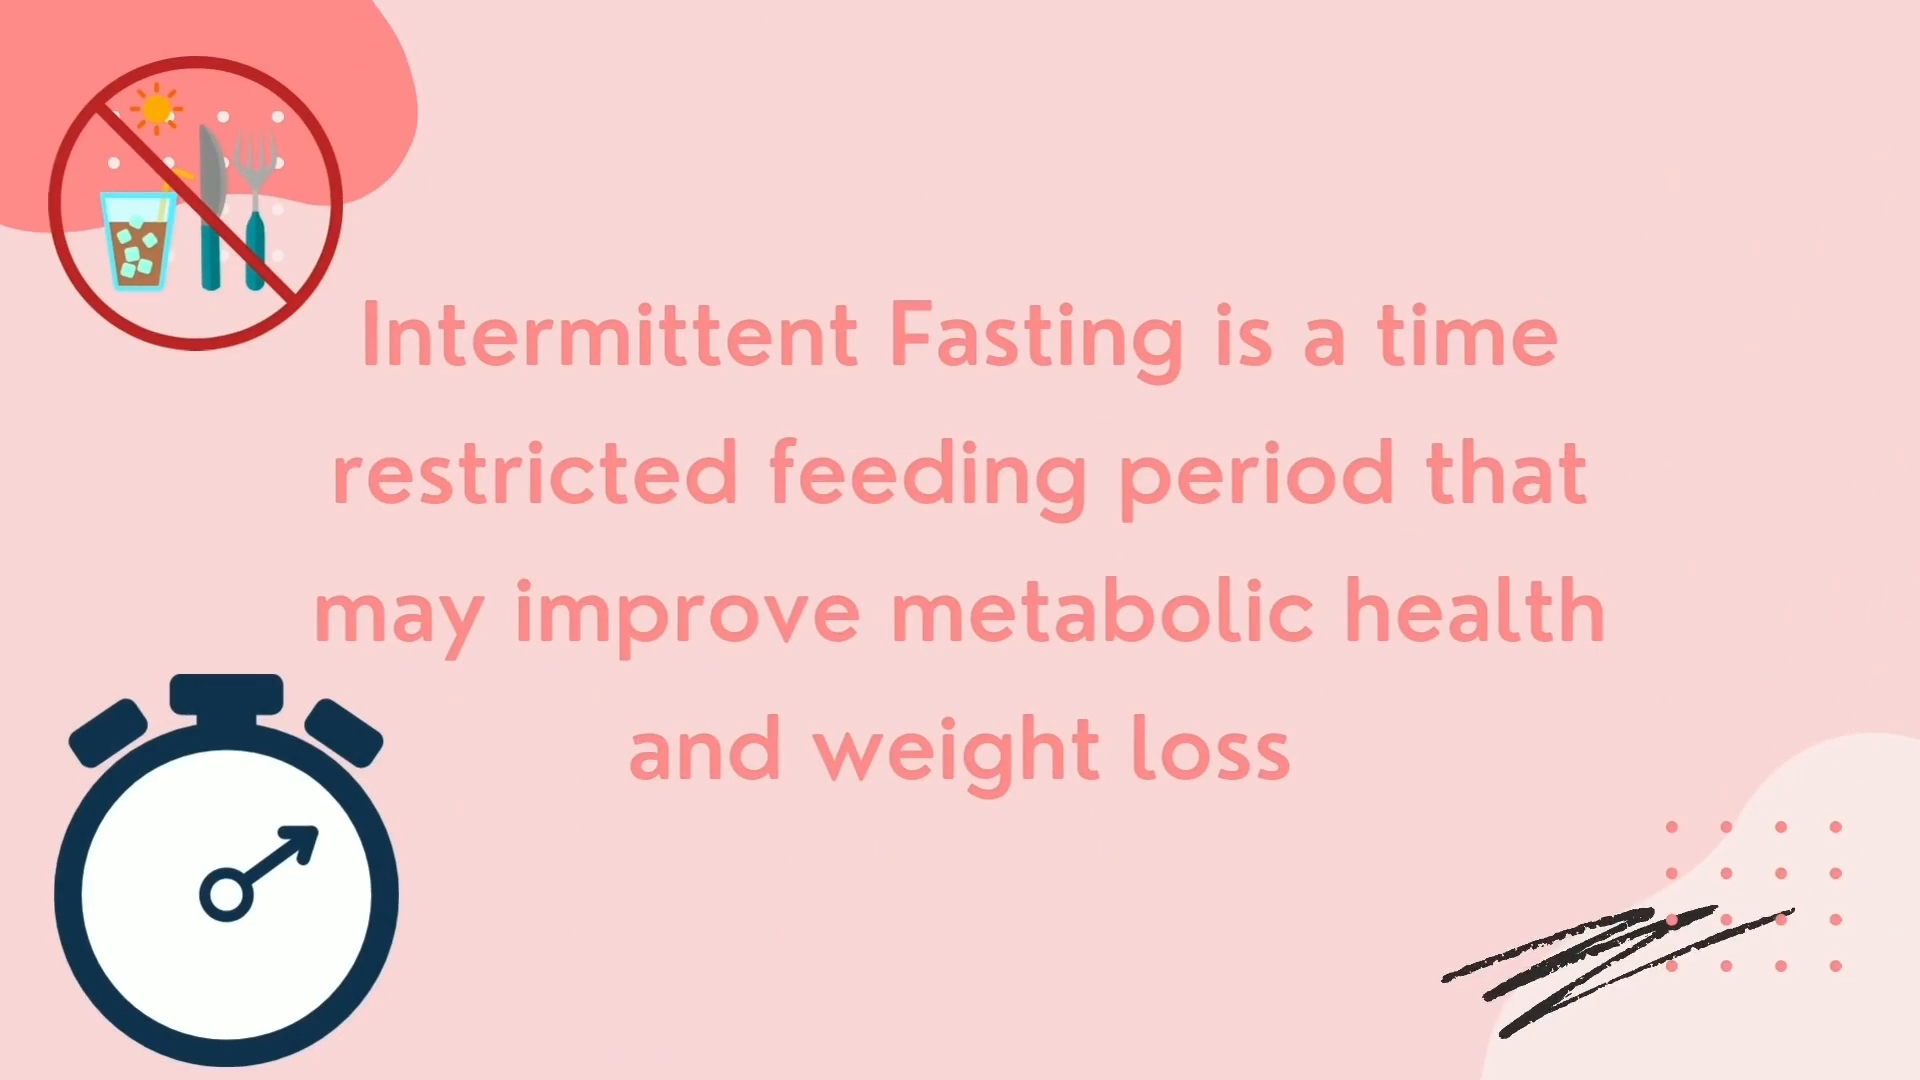 Intermittent Fasting is a time
restricted feeding period that
may improve metabolic health
and weight loss